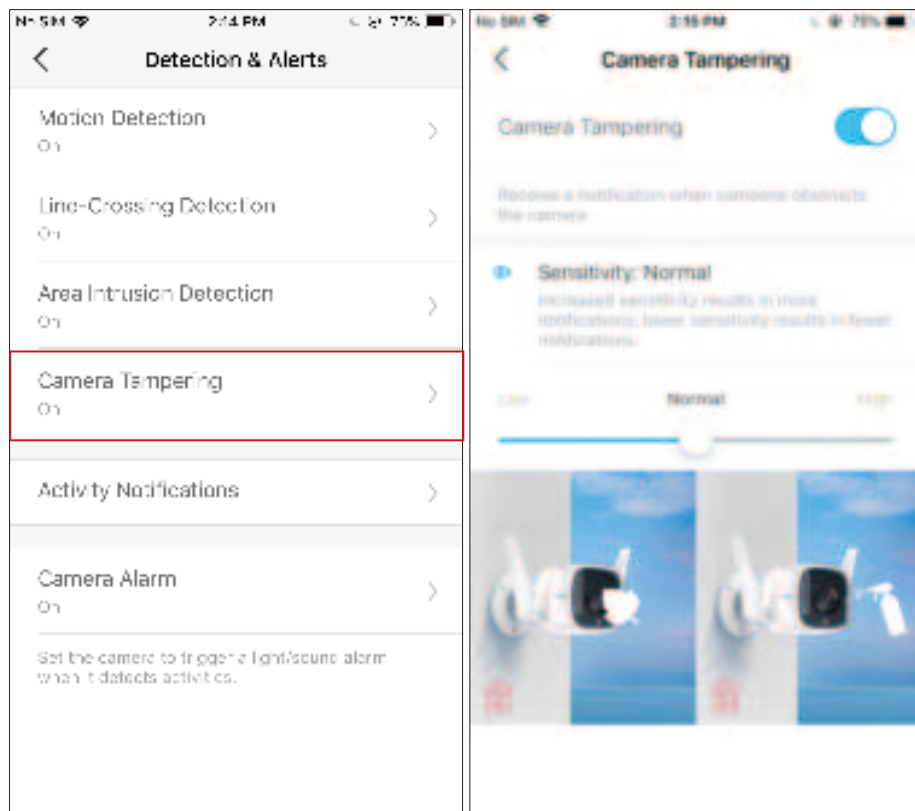 No SIM 2:14 PM 73%
Detection & Alerts
Motion Detection
On
Line-Crossing Detection
On
Area Intrusion Detection
On
Camera Tampering
On
Activity Notifications
Camera Alarm
On
Set the camera to trigger a light/sound alarm
when it detects activities.
No SIM 2:15 PM
Camera Tampering
Camera Tampering
Receive a notification when someone obstructs
the camera.
Sensitivity: Normal
Increased sensitivity results in more
notifications; lower sensitivity results in fewer
notifications.
Low Normal High